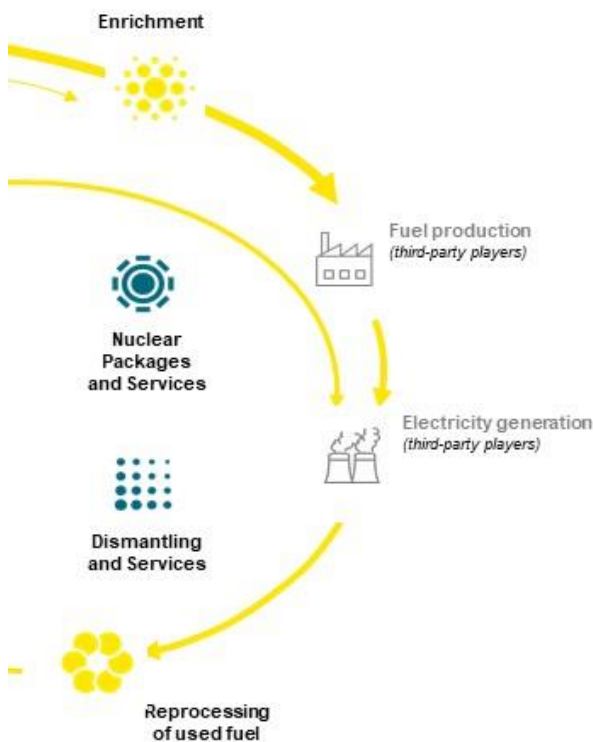 Enrichment
Fuel production
(third-party players)
Nuclear
Packages
and Services
Electricity generation
(third-party players)
Dismantling
and Services
Reprocessing
of used fuel